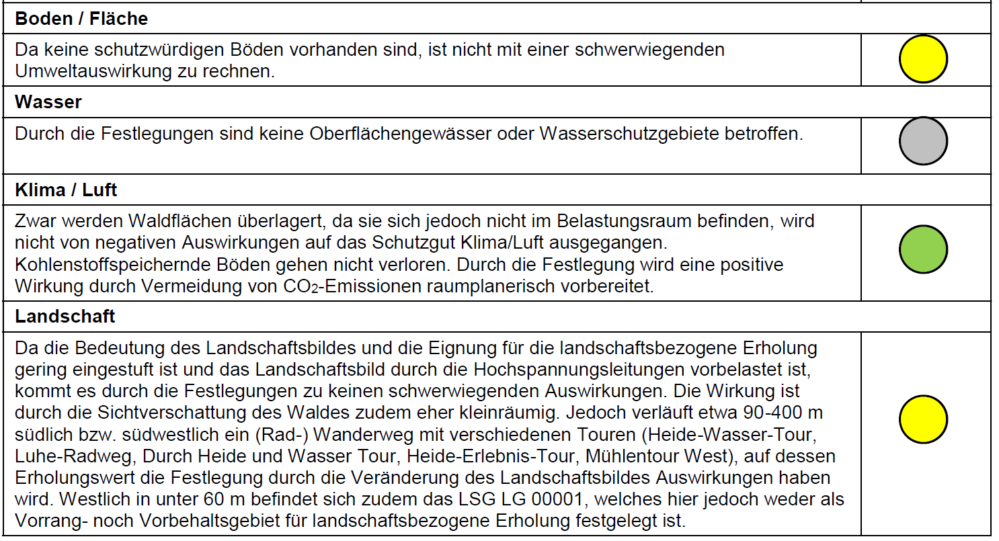 Boden / Fläche
Da keine schutzwürdigen Böden vorhanden sind, ist nicht mit einer schwerwiegenden
Umweltauswirkung zu rechnen.
Wasser
Durch die Festlegungen sind keine Oberflächengewässer oder Wasserschutzgebiete betroffen.
Klima / Luft
Zwar werden Waldflächen überlagert, da sie sich jedoch nicht im Belastungsraum befinden, wird
nicht von negativen Auswirkungen auf das Schutzgut Klima/Luft ausgegangen.
Kohlenstoffspeichernde Böden gehen nicht verloren. Durch die Festlegung wird eine positive
Wirkung durch Vermeidung von CO₂-Emissionen raumplanerisch vorbereitet.
Landschaft
Da die Bedeutung des Landschaftsbildes und die Eignung für die landschaftsbezogene Erholung
gering eingestuft ist und das Landschaftsbild durch die Hochspannungsleitungen vorbelastet ist,
kommt es durch die Festlegungen zu keinen schwerwiegenden Auswirkungen. Die Wirkung ist
durch die Sichtverschattung des Waldes zudem eher kleinräumig. Jedoch verläuft etwa 90-400 m
südlich bzw. südwestlich ein (Rad-) Wanderweg mit verschiedenen Touren (Heide-Wasser-Tour,
Luhe-Radweg, Durch Heide und Wasser Tour, Heide-Erlebnis-Tour, Mühlentour West), auf dessen
Erholungswert die Festlegung durch die Veränderung des Landschaftsbildes Auswirkungen haben
wird. Westlich in unter 60 m befindet sich zudem das LSG LG 00001, welches hier jedoch weder als
Vorrang- noch Vorbehaltsgebiet für landschaftsbezogene Erholung festgelegt ist.